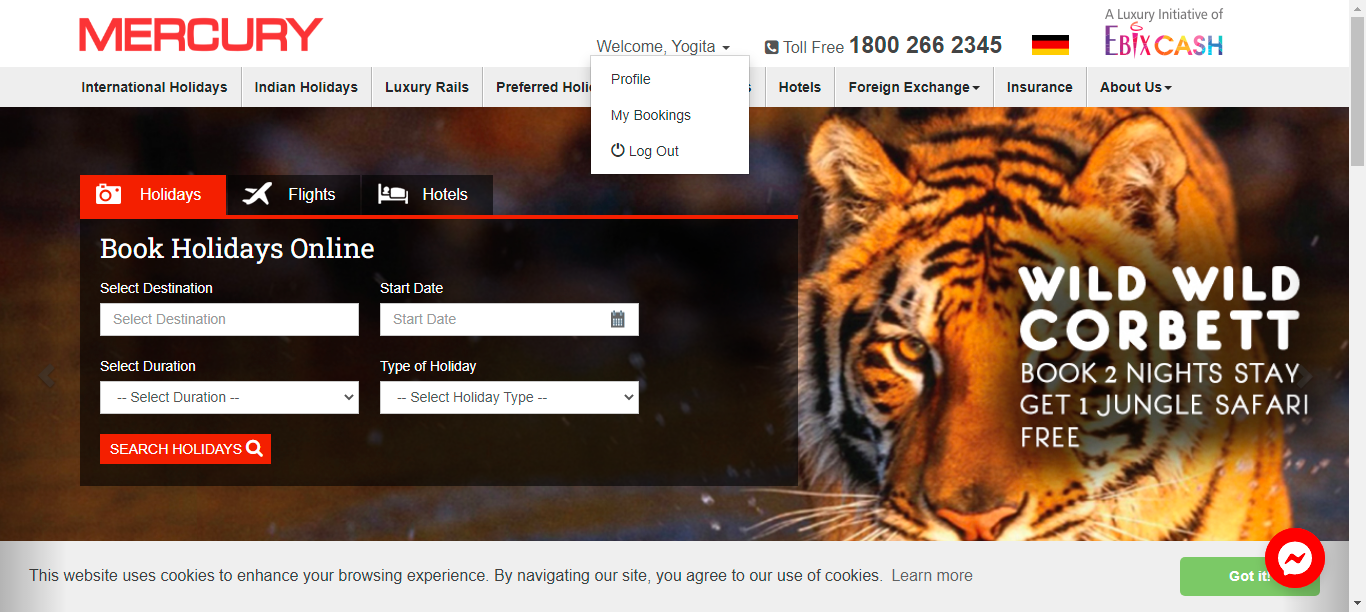 MERCURY
Welcome, Yogita
Toll Free 1800 266 2345
A Luxury Initiative of
EBIXCASH
Profile
My Bookings
Log Out
International Holidays
Indian Holidays
Luxury Rails
Preferred
Hotels
Foreign Exchange
Insurance
About Us
Holidays
Flights
Hotels
Book Holidays Online
Select Destination
Start Date
Select Destination
Start Date
Select Duration
Type of Holiday
-- Select Duration --
-- Select Holiday Type --
SEARCH HOLIDAYS
WILD WILD
CORBETT
BOOK 2 NIGHTS STAY
GET 1 JUNGLE SAFARI
FREE
This website uses cookies to enhance your browsing experience. By navigating our site, you agree to our use of cookies. Learn more
Got it!